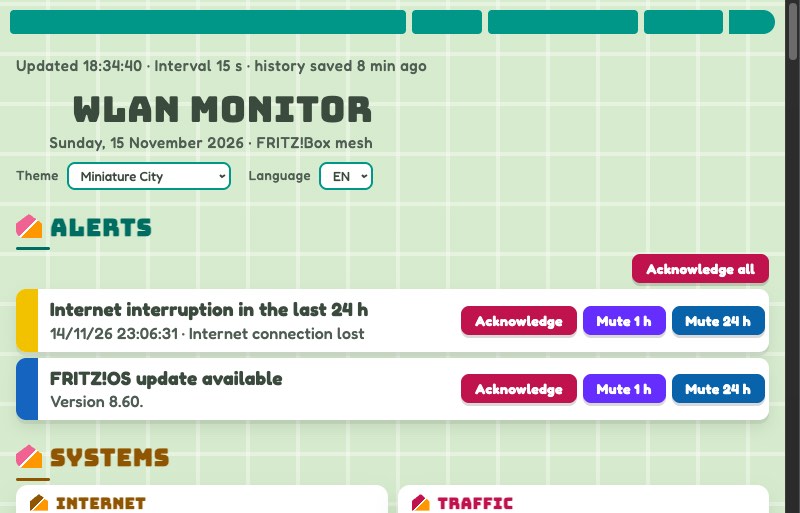 Updated 18:34:40 · Interval 15 s · history saved 8 min ago
WLAN MONITOR
Sunday, 15 November 2026 · FRITZ!Box mesh
Theme Miniature City Language EN
ALERTS
Acknowledge all
Internet interruption in the last 24 h
14/11/26 23:06:31 · Internet connection lost
Acknowledge Mute 1 h Mute 24 h
FRITZ!OS update available
Version 8.60.
Acknowledge Mute 1 h Mute 24 h
SYSTEMS
INTERNET
TRAFFIC